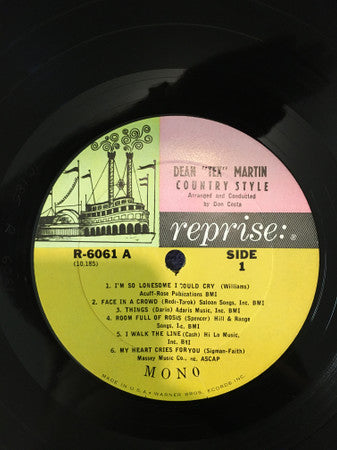 DEAN "TEX" MARTIN
COUNTRY STYLE
Arranged and Conducted
by Don Costa
reprise:®
R-6061 A
(10,185)
SIDE
1
1. I'M SO LONESOME I COULD CRY (Williams)
Acuff-Rose Publications BMI
2. FACE IN A CROWD (Redi-Tarok) Saloon Songs, Inc. BMI
3. THINGS (Darin) Adaris Music, Inc. BMI
4. ROOM FULL OF ROSES (Spencer) Hill & Range
Songs, Inc. BMI
5. I WALK THE LINE (Cash) Hi Lo Music,
Inc. BMI
6. MY HEART CRIES FOR YOU (Sigman-Faith)
Massey Music Co., Inc. ASCAP
MONO
MADE IN U.S.A. • WARNER BROS. RECORDS INC.